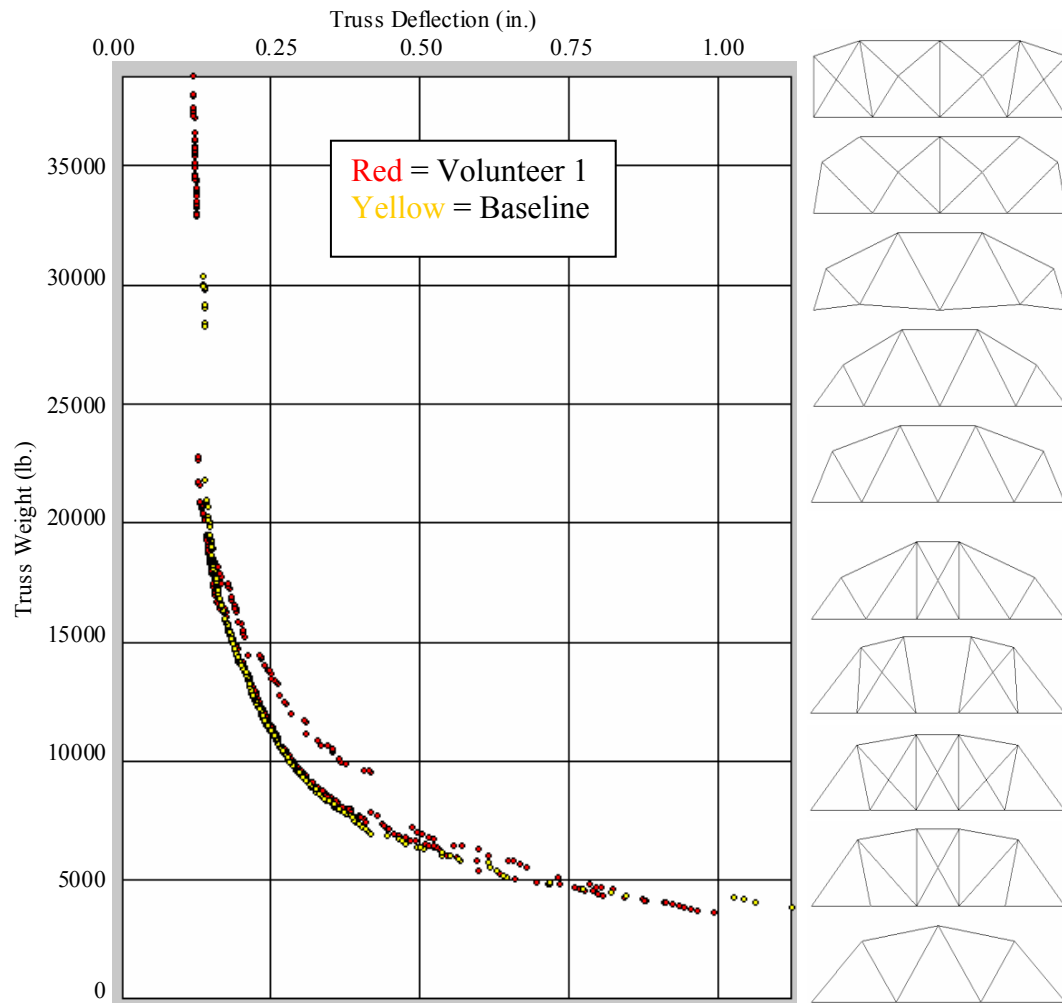 Truss Deflection (in.)
0.00 0.25 0.50 0.75 1.00
Red = Volunteer 1
Yellow = Baseline
Truss Weight (lb.)
35000
30000
25000
20000
15000
10000
5000
0